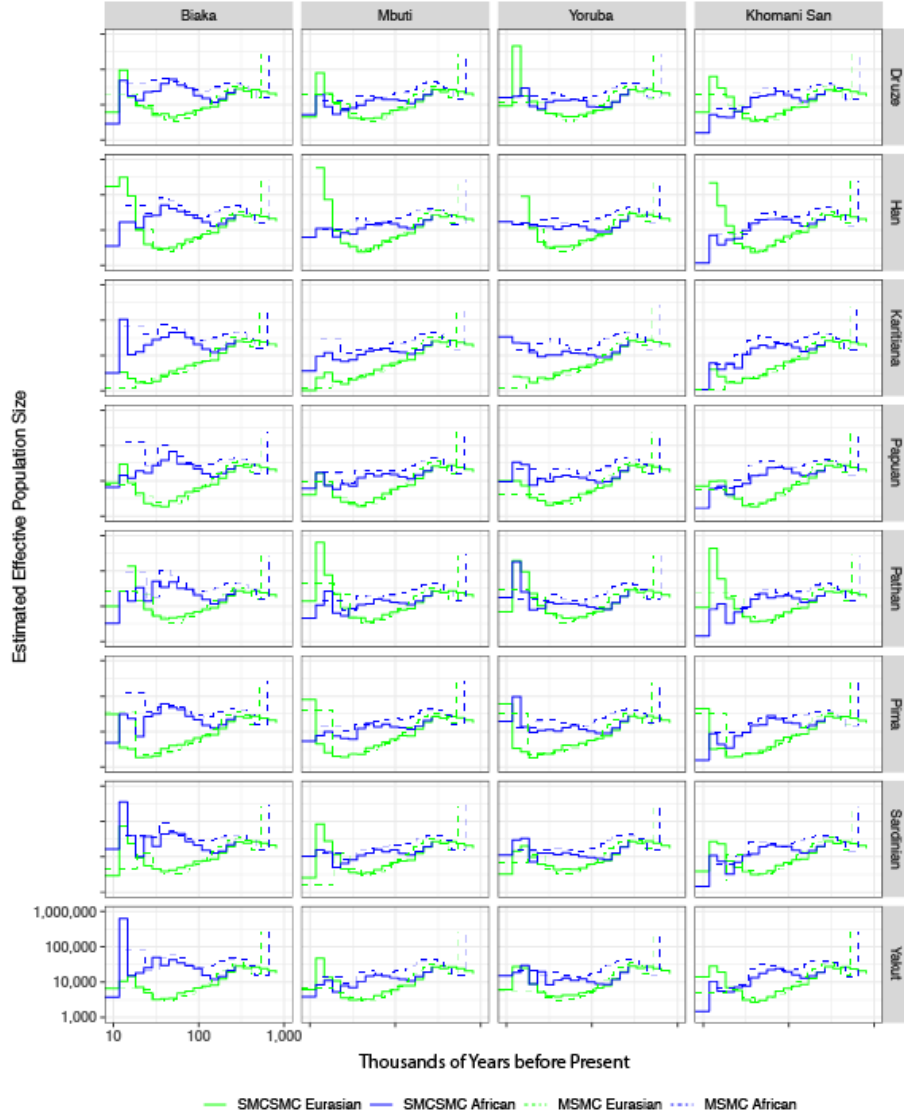 Biaka Mbuti Yoruba Khomani San
Druze
Han
Karitiana
Papuan
Pathan
Pima
Sardinian
Yakut
Estimated Effective Population Size
1,000,000
100,000
10,000
1,000
10 100 1,000
Thousands of Years before Present
SMCSMC Eurasian SMCSMC African MSMC Eurasian MSMC African